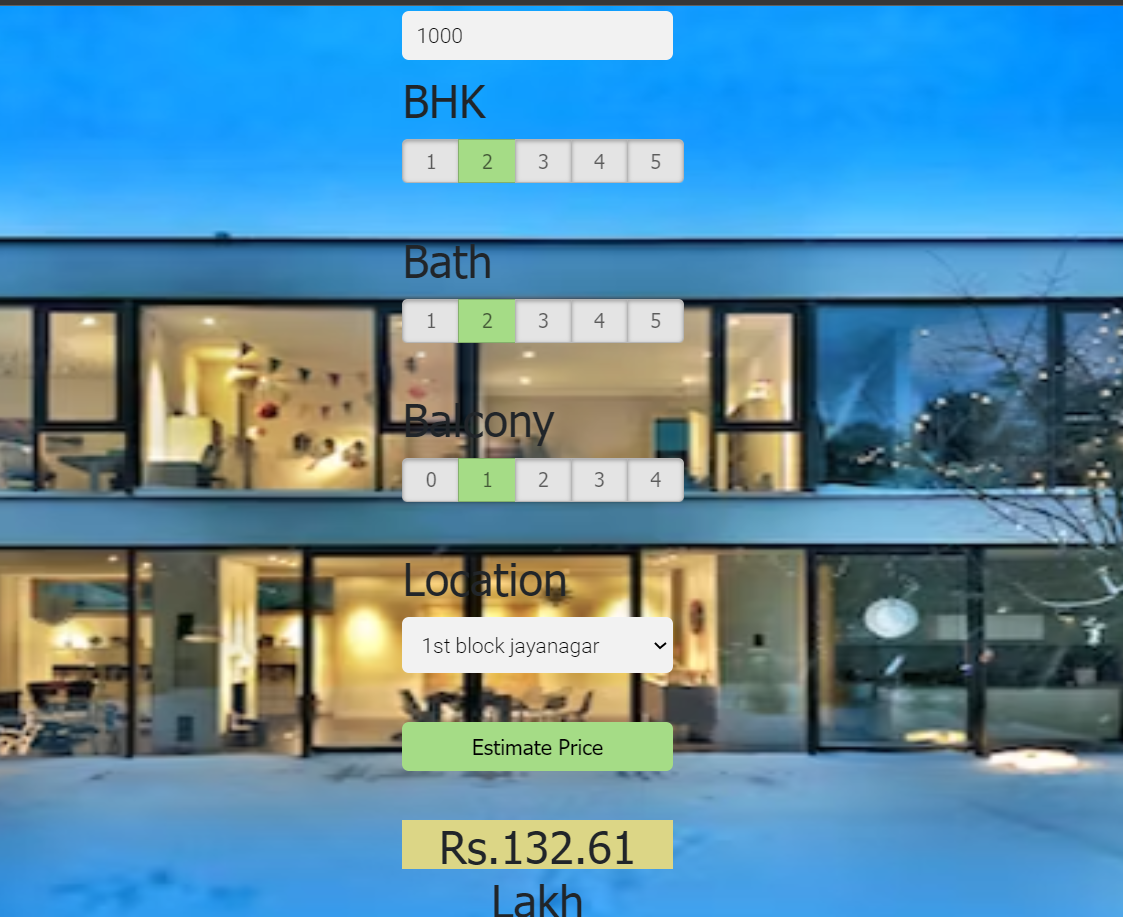 1000
BHK
1 2 3 4 5
Bath
1 2 3 4 5
Balcony
0 1 2 3 4
Location
1st block jayanagar
Estimate Price
Rs.132.61
Lakh